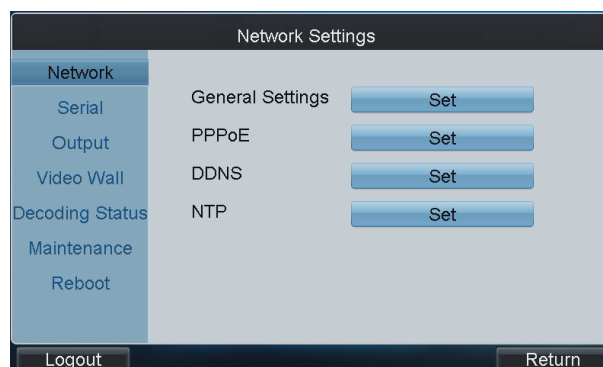 Network Settings
Network
Serial
Output
Video Wall
Decoding Status
Maintenance
Reboot
General Settings Set
PPPoE Set
DDNS Set
NTP Set
Logout Return